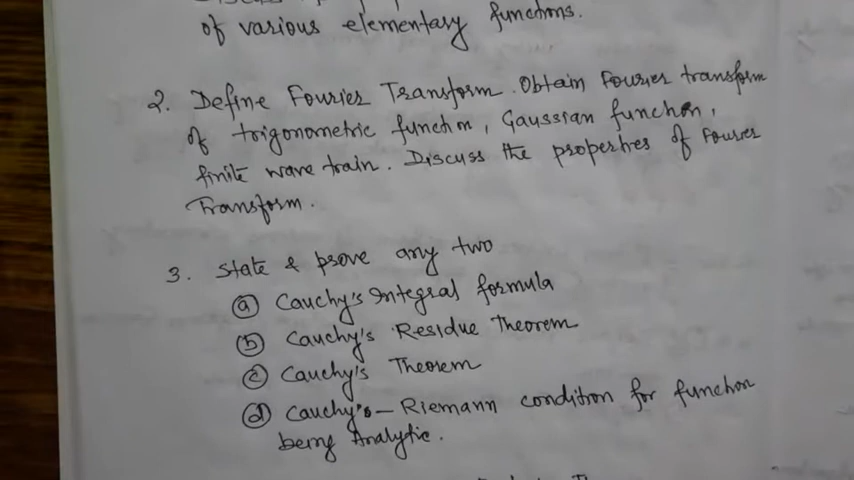 of various elementary functions.
2. Define Fourier Transform. Obtain Fourier transform
of trigonometric function, Gaussian function,
finite wave train. Discuss the properties of Fourier
Transform.
3. State & prove any two
(a) Cauchy's Integral formula
(b) Cauchy's Residue Theorem
(c) Cauchy's Theorem
(d) Cauchy's - Riemann condition for function
being Analytic.